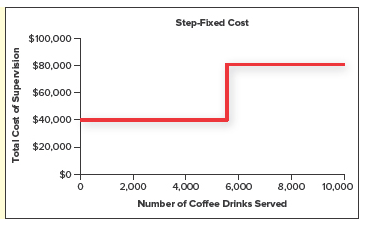 Step-Fixed Cost
Total Cost of Supervision
$100,000
$80,000
$60,000
$40,000
$20,000
$0
0 2,000 4,000 6,000 8,000 10,000
Number of Coffee Drinks Served